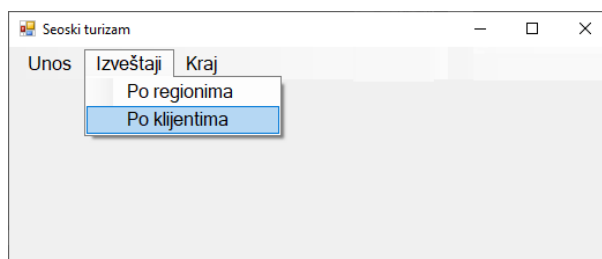 Seoski turizam
Unos Izveštaji Kraj
Po regionima
Po klijentima